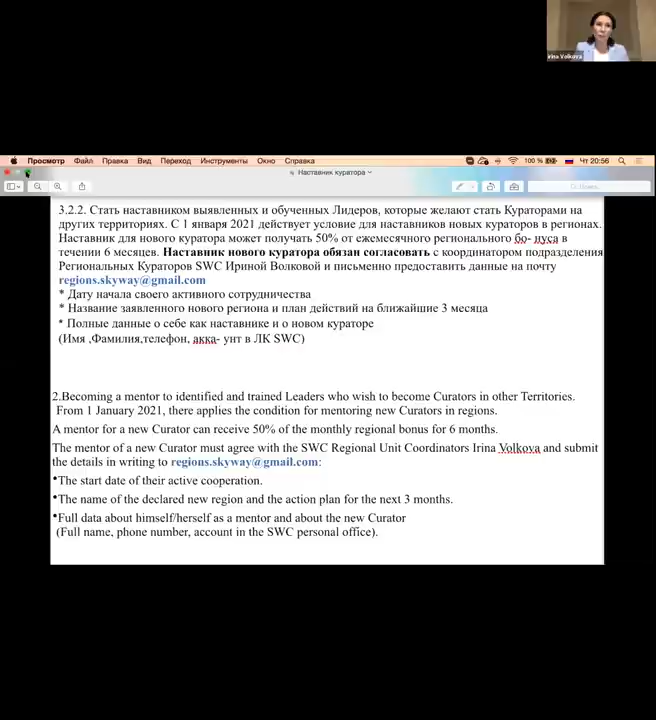 Irina Volkova
Просмотр Файл Правка Вид Переход Инструменты Окно Справка 100 % Чт 20:56
Наставник куратора
Поиск
3.2.2. Стать наставником выявленных и обученных Лидеров, которые желают стать Кураторами на
других территориях. С 1 января 2021 действует условие для наставников новых кураторов в регионах.
Наставник для нового куратора может получать 50% от ежемесячного регионального бо- нуса в
течении 6 месяцев. Наставник нового куратора обязан согласовать с координатором подразделения
Региональных Кураторов SWC Ириной Волковой и письменно предоставить данные на почту
regions.skyway@gmail.com
* Дату начала своего активного сотрудничества
* Название заявленного нового региона и план действий на ближайшие 3 месяца
* Полные данные о себе как наставнике и о новом кураторе
(Имя ,Фамилия,телефон, акка- унт в ЛК SWC)
2.Becoming a mentor to identified and trained Leaders who wish to become Curators in other Territories.
From 1 January 2021, there applies the condition for mentoring new Curators in regions.
A mentor for a new Curator can receive 50% of the monthly regional bonus for 6 months.
The mentor of a new Curator must agree with the SWC Regional Unit Coordinators Irina Volkova and submit
the details in writing to regions.skyway@gmail.com:
•The start date of their active cooperation.
•The name of the declared new region and the action plan for the next 3 months.
•Full data about himself/herself as a mentor and about the new Curator
(Full name, phone number, account in the SWC personal office).